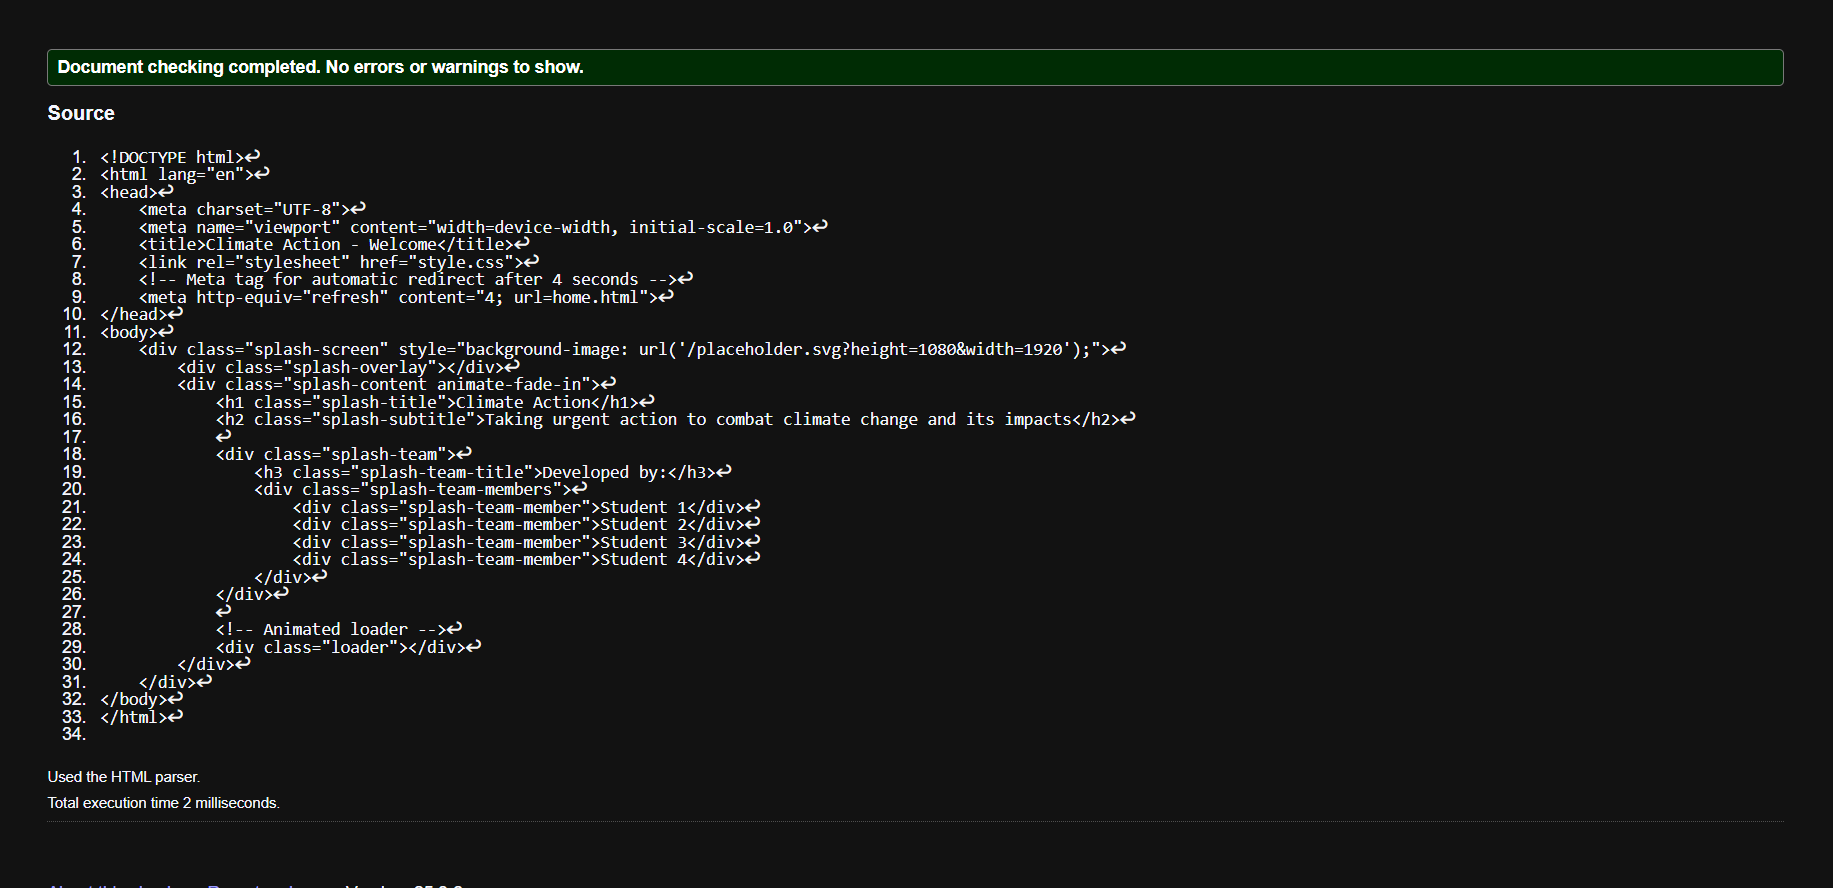 Document checking completed. No errors or warnings to show.
Source
1. <!DOCTYPE html>↩
2. <html lang="en">↩
3. <head>↩
4.     <meta charset="UTF-8">↩
5.     <meta name="viewport" content="width=device-width, initial-scale=1.0">↩
6.     <title>Climate Action - Welcome</title>↩
7.     <link rel="stylesheet" href="style.css">↩
8.     <!-- Meta tag for automatic redirect after 4 seconds -->↩
9.     <meta http-equiv="refresh" content="4; url=home.html">↩
10. </head>↩
11. <body>↩
12.     <div class="splash-screen" style="background-image: url('/placeholder.svg?height=1080&width=1920');">↩
13.         <div class="splash-overlay"></div>↩
14.         <div class="splash-content animate-fade-in">↩
15.             <h1 class="splash-title">Climate Action</h1>↩
16.             <h2 class="splash-subtitle">Taking urgent action to combat climate change and its impacts</h2>↩
17.             ↩
18.             <div class="splash-team">↩
19.                 <h3 class="splash-team-title">Developed by:</h3>↩
20.                 <div class="splash-team-members">↩
21.                     <div class="splash-team-member">Student 1</div>↩
22.                     <div class="splash-team-member">Student 2</div>↩
23.                     <div class="splash-team-member">Student 3</div>↩
24.                     <div class="splash-team-member">Student 4</div>↩
25.                 </div>↩
26.             </div>↩
27.             ↩
28.             <!-- Animated loader -->↩
29.             <div class="loader"></div>↩
30.         </div>↩
31.     </div>↩
32. </body>↩
33. </html>↩
34.
Used the HTML parser.
Total execution time 2 milliseconds.